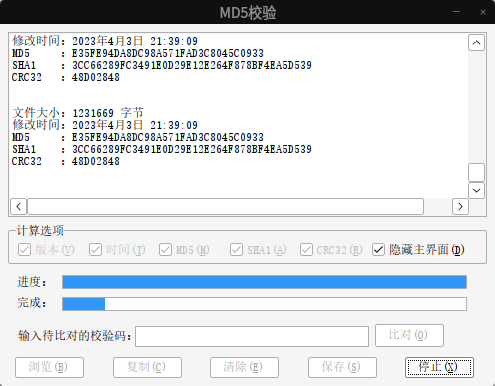 MD5校验
修改时间：2023年4月3日 21:39:09
MD5 ：E35FE94DA8DC98A571FAD3C8045C0933
SHA1 ：3CC66289FC3491E0D29E12E264F878BF4EA5D539
CRC32 ：48D02848
文件大小：1231669 字节
修改时间：2023年4月3日 21:39:09
MD5 ：E35FE94DA8DC98A571FAD3C8045C0933
SHA1 ：3CC66289FC3491E0D29E12E264F878BF4EA5D539
CRC32 ：48D02848
计算选项
版本(V) 时间(T) MD5(M) SHA1(A) CRC32(R) 隐藏主界面(D)
进度：
完成：
输入待比对的校验码： 比对(O)
浏览(B) 复制(C) 清除(E) 保存(S) 停止(X)